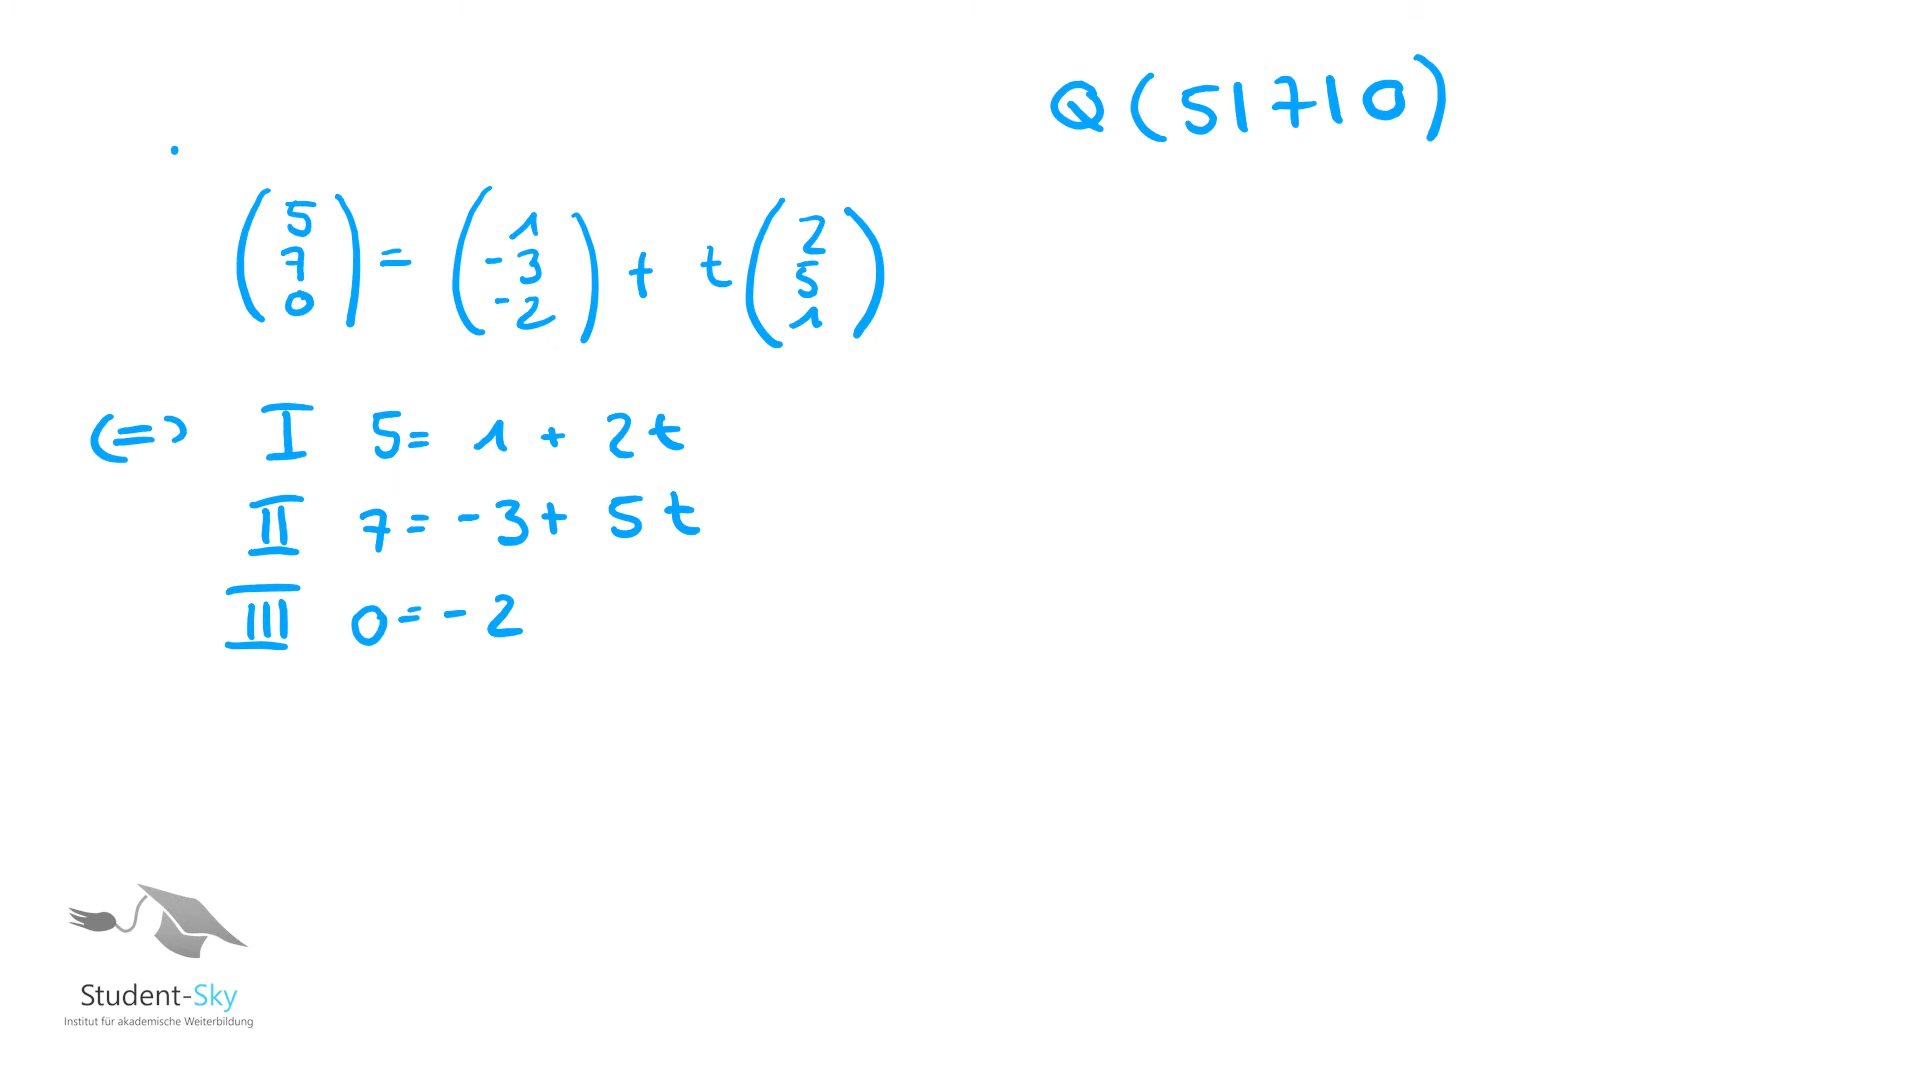 Q (5|7|0)
(5 7 0) = (1 -3 -2) + t (2 5 1)
(=> I 5 = 1 + 2t
II 7 = -3 + 5t
III 0 = -2
Student-Sky
Institut für akademische Weiterbildung